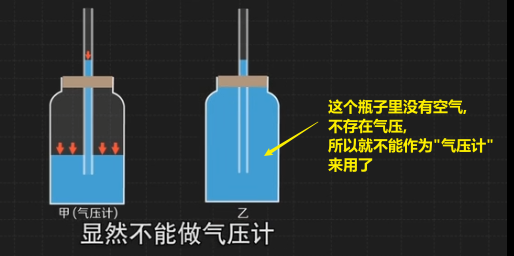 这个瓶子里没有空气,
不存在气压,
所以就不能作为"气压计"
来用了
甲(气压计)
乙
显然不能做气压计